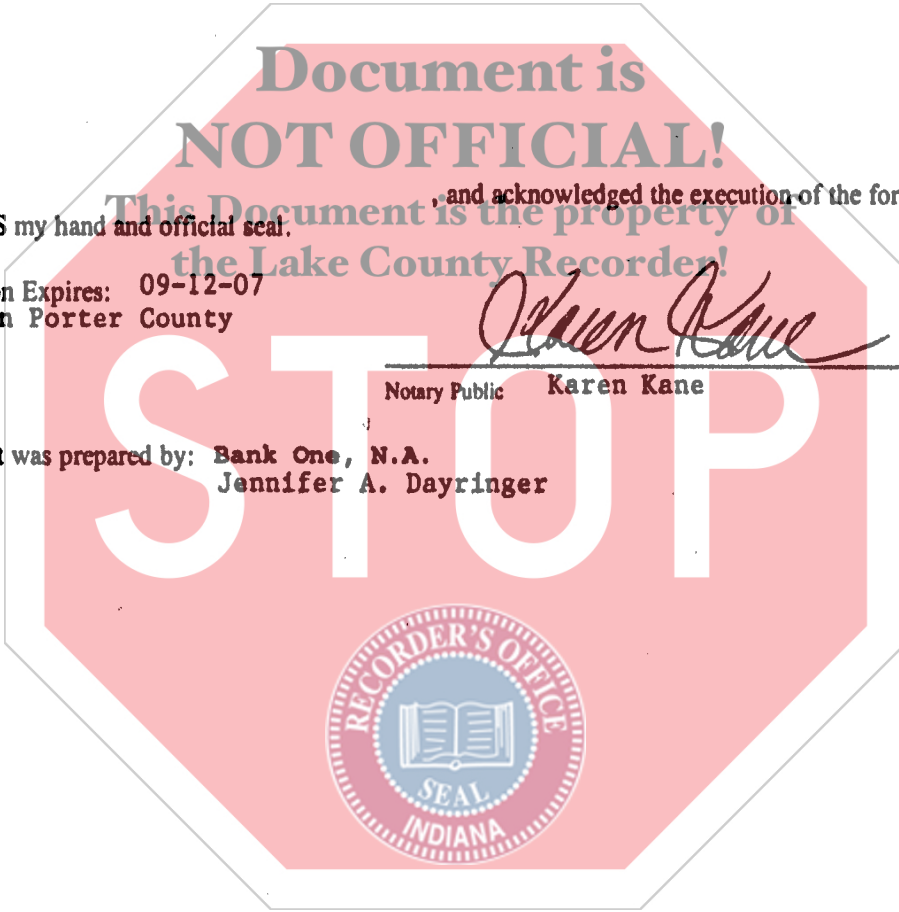 Document is
NOT OFFICIAL!
This Document is the property of
the Lake County Recorder!
, and acknowledged the execution of the for
S my hand and official seal.
n Expires: 09-12-07
n Porter County
Karen Kane
Notary Public Karen Kane
t was prepared by: Bank One, N.A.
Jennifer A. Dayringer
STOP
RECORDER'S OFFICE
SEAL
INDIANA